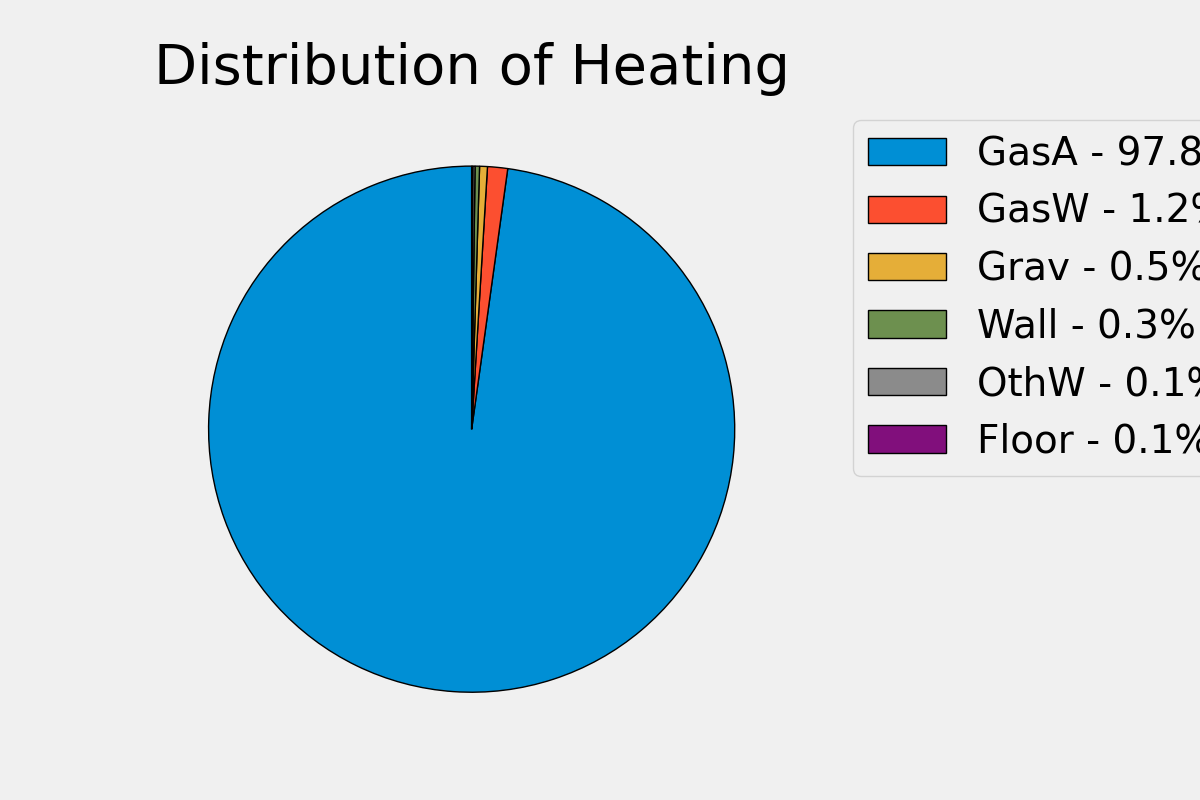 Distribution of Heating
GasA - 97.8
GasW - 1.2%
Grav - 0.5%
Wall - 0.3%
OthW - 0.1%
Floor - 0.1%